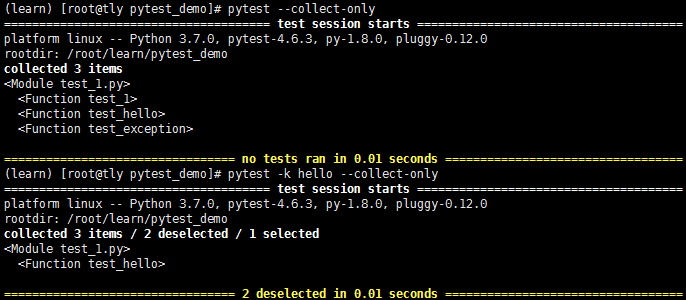 (learn) [root@tly pytest_demo]# pytest --collect-only
====================================== test session starts ======================================
platform linux -- Python 3.7.0, pytest-4.6.3, py-1.8.0, pluggy-0.12.0
rootdir: /root/learn/pytest_demo
collected 3 items
<Module test_1.py>
  <Function test_1>
  <Function test_hello>
  <Function test_exception>
================================= no tests ran in 0.01 seconds ==================================
(learn) [root@tly pytest_demo]# pytest -k hello --collect-only
====================================== test session starts ======================================
platform linux -- Python 3.7.0, pytest-4.6.3, py-1.8.0, pluggy-0.12.0
rootdir: /root/learn/pytest_demo
collected 3 items / 2 deselected / 1 selected
<Module test_1.py>
  <Function test_hello>
================================= 2 deselected in 0.01 seconds ==================================